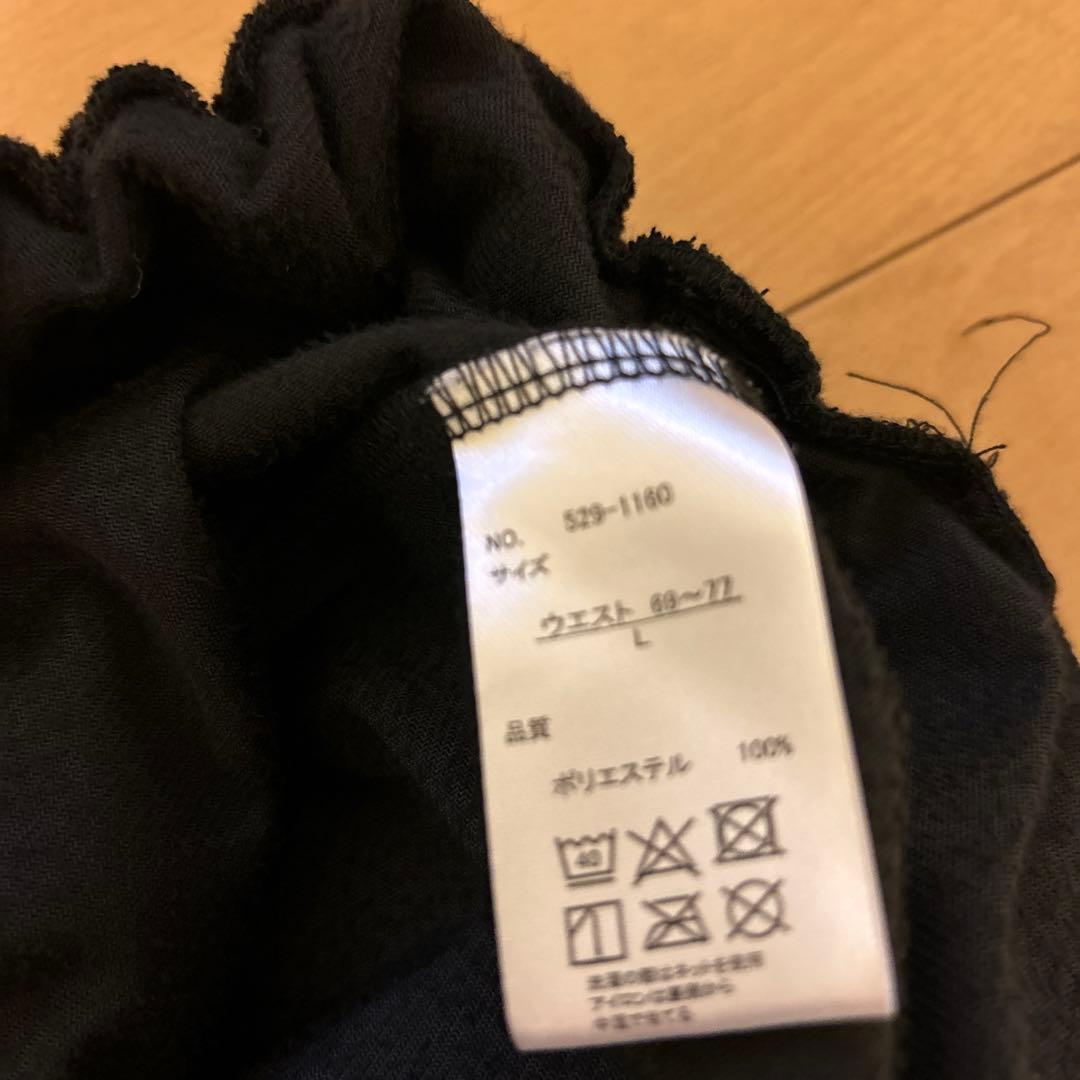 NO. 529-1160
サイズ
ウエスト 69〜77
L
品質
ポリエステル 100%
40
洗濯の際はネットを使用
アイロンは裏面から
中温で当てる